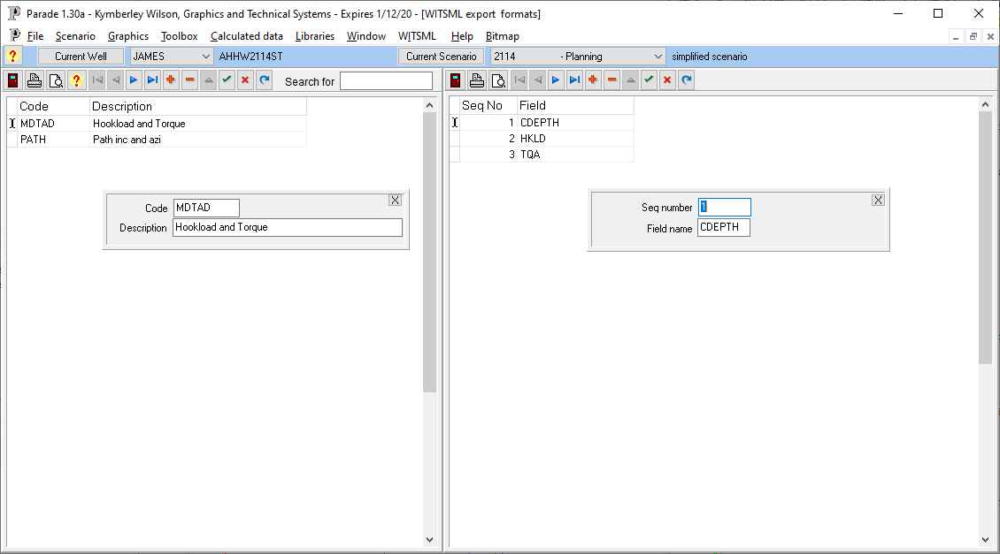 Parade 1.30a - Kymberley Wilson, Graphics and Technical Systems - Expires 1/12/20 - [WITSML export formats]
File Scenario Graphics Toolbox Calculated data Libraries Window WITSML Help Bitmap
? Current Well JAMES AHHW2114ST Current Scenario 2114 - Planning simplified scenario
? Search for
Code Description
MDTAD Hookload and Torque
PATH Path inc and azi
Code MDTAD
Description Hookload and Torque
Seq No Field
1 CDEPTH
2 HKLD
3 TQA
Seq number 1
Field name CDEPTH